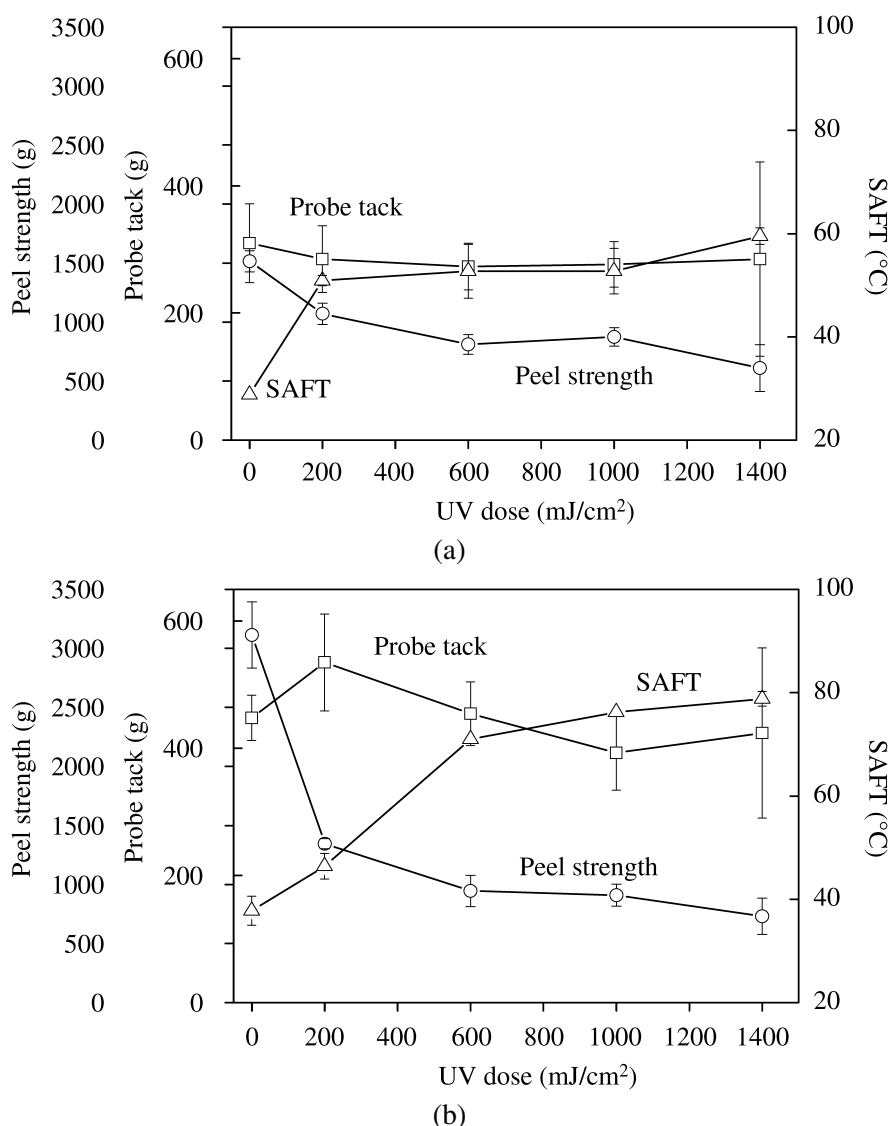 3500
3000
2500
2000
1500
1000
500
0
Peel strength (g)
600
400
200
0
Probe tack (g)
100
80
60
40
20
SAFT (°C)
Probe tack
SAFT
Peel strength
0 200 400 600 800 1000 1200 1400
UV dose (mJ/cm²)
(a)
3500
3000
2500
2000
1500
1000
500
0
Peel strength (g)
600
400
200
0
Probe tack (g)
100
80
60
40
20
SAFT (°C)
Probe tack
SAFT
Peel strength
0 200 400 600 800 1000 1200 1400
UV dose (mJ/cm²)
(b)